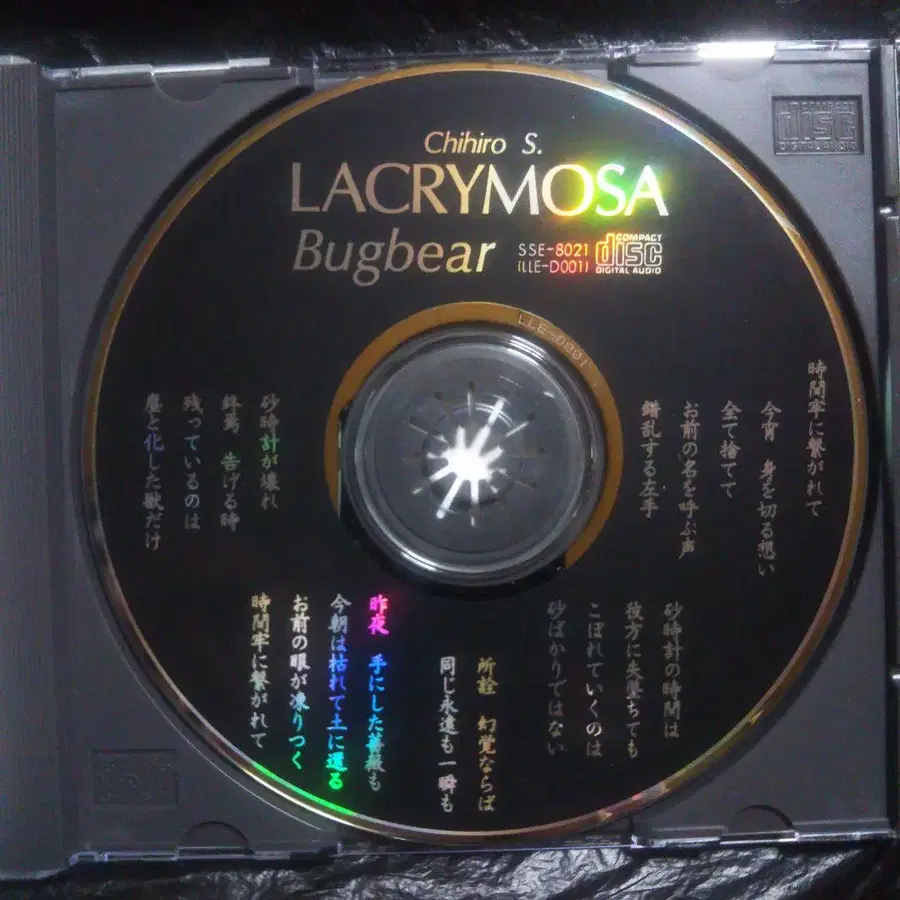 Chihiro S.
LACRYMOSA
Bugbear
SSE-8021
(LLE-D001)
COMPACT
disc
DIGITAL AUDIO
COMPACT
disc
DIGITAL AUDIO
LLE-D001
時間牢に繋がれて
今宵 身を切る想い
全て捨てて
お前の名を呼ぶ声
錯乱する左手
砂時計の時間は
彼方に失墜ちても
こぼれていくのは
砂ばかりではない
所詮 幻覚ならば
同じ永遠も一瞬も
昨夜 手にした薔薇も
今朝は枯れて土に還る
お前の眼が凍りつく
時間牢に繋がれて
砂時計が壊れ
終焉 告げる時
残っているのは
塵と化した獣だけ